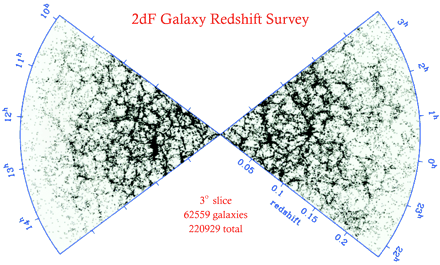 2dF Galaxy Redshift Survey
10ʰ
11ʰ
12ʰ
13ʰ
14ʰ
3ʰ
2ʰ
1ʰ
0ʰ
23ʰ
22ʰ
0.05
0.1
0.15
0.2
redshift
3° slice
62559 galaxies
220929 total